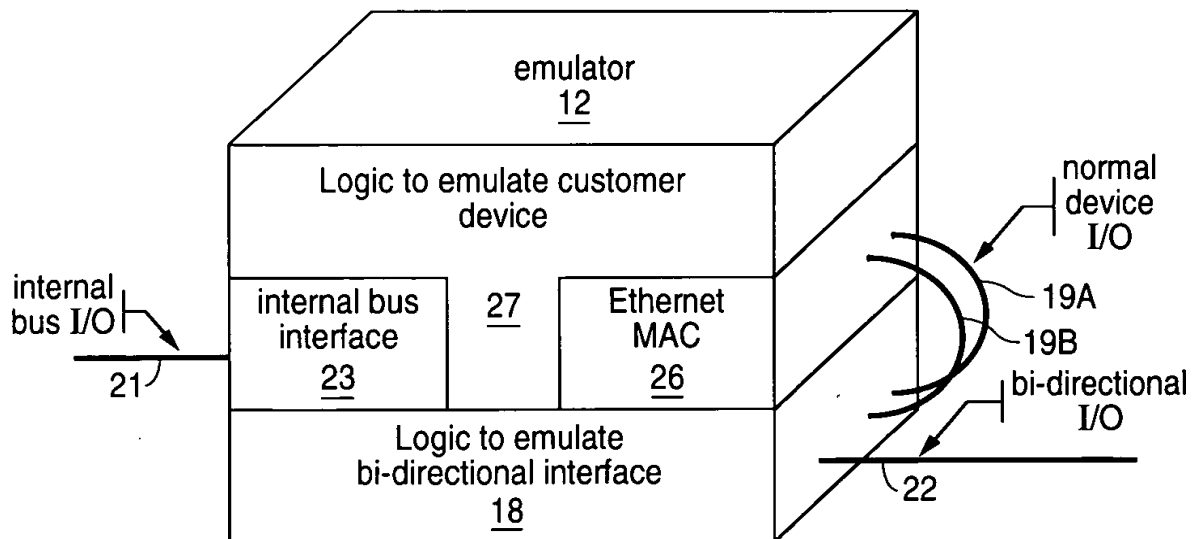 emulator
12
Logic to emulate customer
device
normal
device
I/O
19A
19B
internal
bus I/O
21
internal bus
interface
23
27
Ethernet
MAC
26
bi-directional
I/O
22
Logic to emulate
bi-directional interface
18